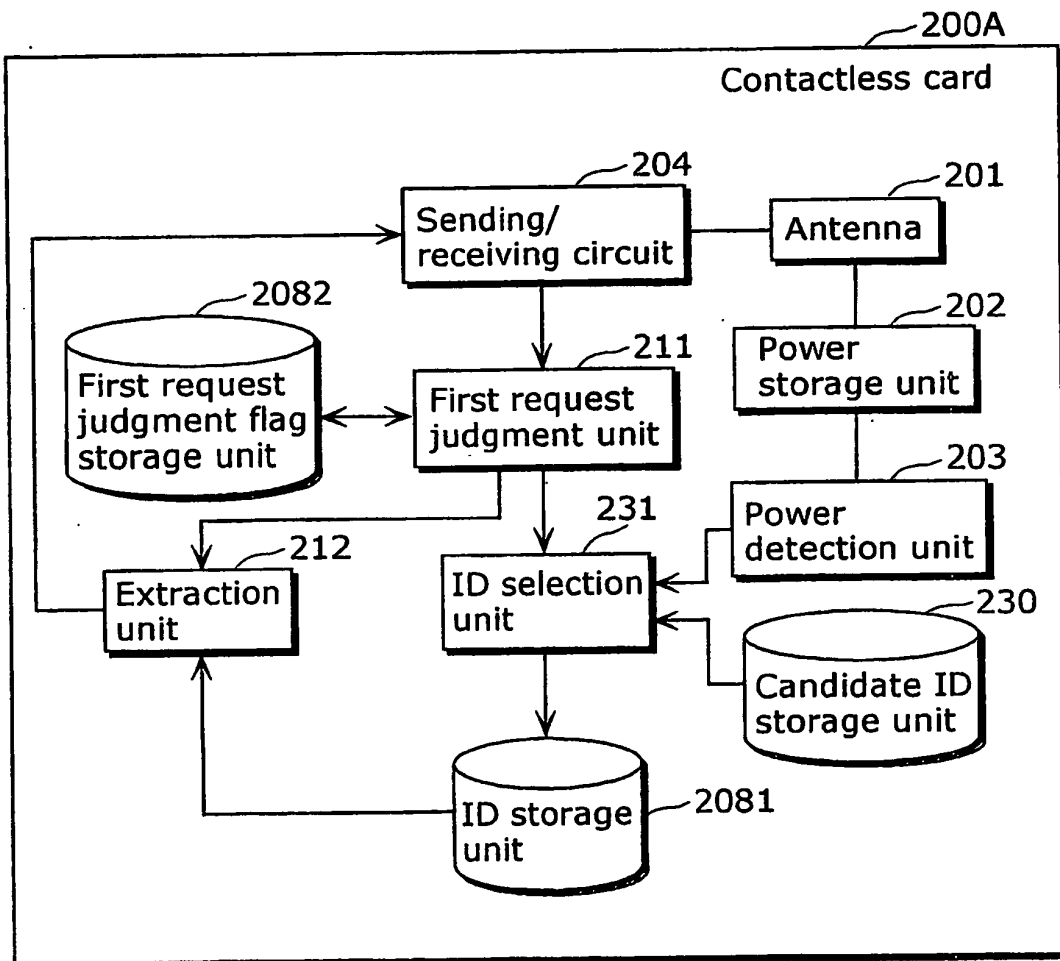 200A
Contactless card
204
Sending/
receiving circuit
201
Antenna
2082
First request
judgment flag
storage unit
211
First request
judgment unit
202
Power
storage unit
203
Power
detection unit
212
Extraction
unit
231
ID selection
unit
230
Candidate ID
storage unit
ID storage
unit
2081